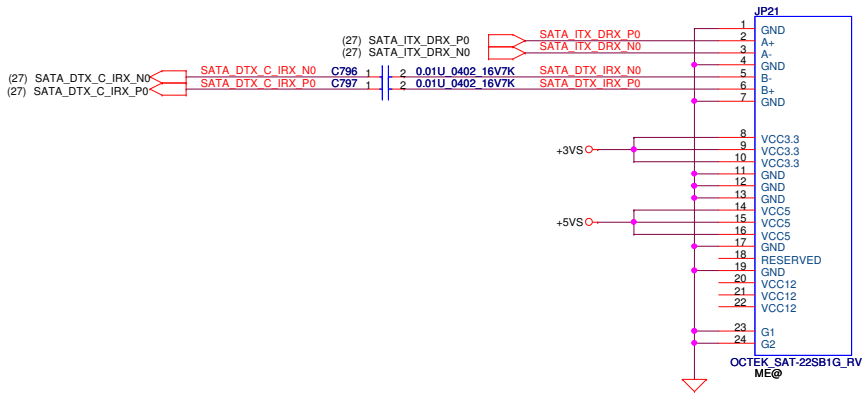 JP21
1 GND
(27) SATA_ITX_DRX_P0 SATA_ITX_DRX_P0 2 A+
(27) SATA_ITX_DRX_N0 SATA_ITX_DRX_N0 3 A-
4 GND
(27) SATA_DTX_C_IRX_N0 SATA_DTX_C_IRX_N0 C796 1 2 0.01U_0402_16V7K SATA_DTX_IRX_N0 5 B-
(27) SATA_DTX_C_IRX_P0 SATA_DTX_C_IRX_P0 C797 1 2 0.01U_0402_16V7K SATA_DTX_IRX_P0 6 B+
7 GND
8 VCC3.3
+3VS 9 VCC3.3
10 VCC3.3
11 GND
12 GND
13 GND
14 VCC5
+5VS 15 VCC5
16 VCC5
17 GND
18 RESERVED
19 GND
20 VCC12
21 VCC12
22 VCC12
23 G1
24 G2
OCTEK_SAT-22SB1G_RV
ME@